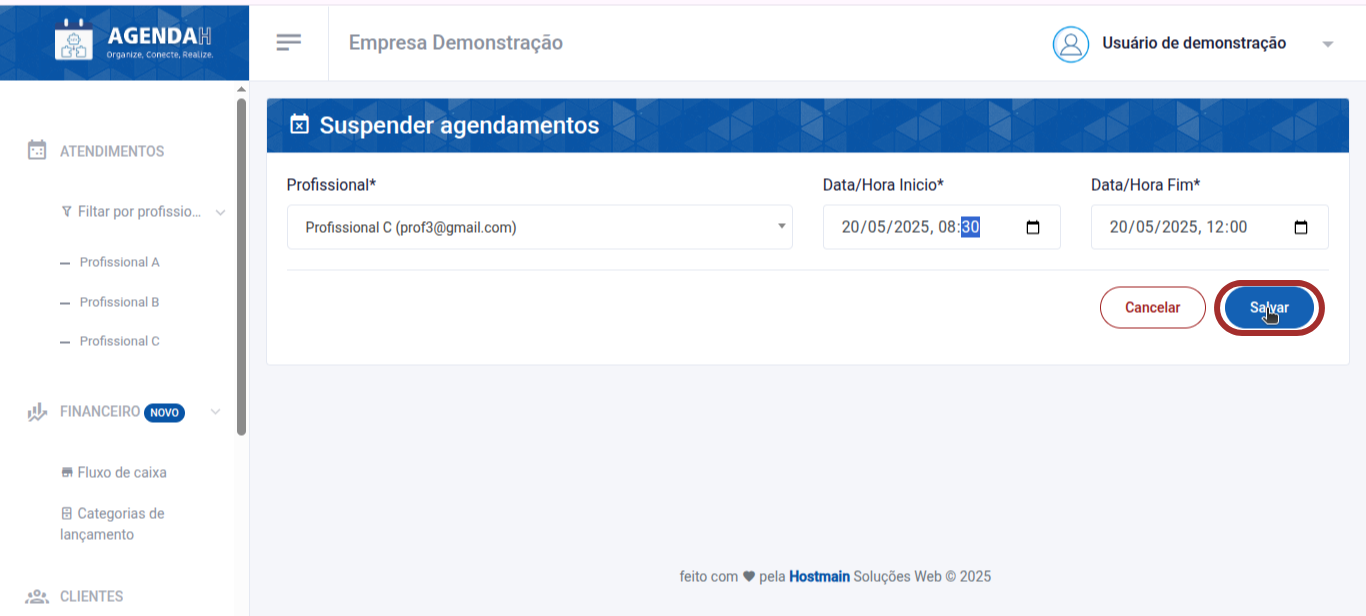 AGENDAH
Organize, Conecte, Realize.
Empresa Demonstração
Usuário de demonstração
ATENDIMENTOS
Filtar por profissio...
Profissional A
Profissional B
Profissional C
FINANCEIRO NOVO
Fluxo de caixa
Categorias de
lançamento
CLIENTES
Suspender agendamentos
Profissional*
Data/Hora Inicio*
Data/Hora Fim*
Profissional C (prof3@gmail.com)
20/05/2025, 08:30
20/05/2025, 12:00
Cancelar
Salvar
feito com ♥ pela Hostmain Soluções Web © 2025